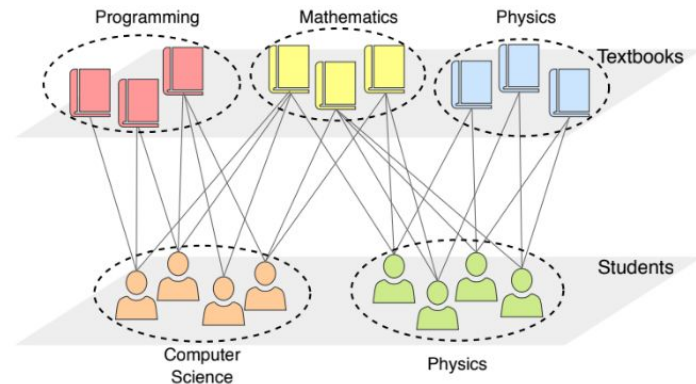 Programming
Mathematics
Physics
Textbooks
Students
Computer
Science
Physics